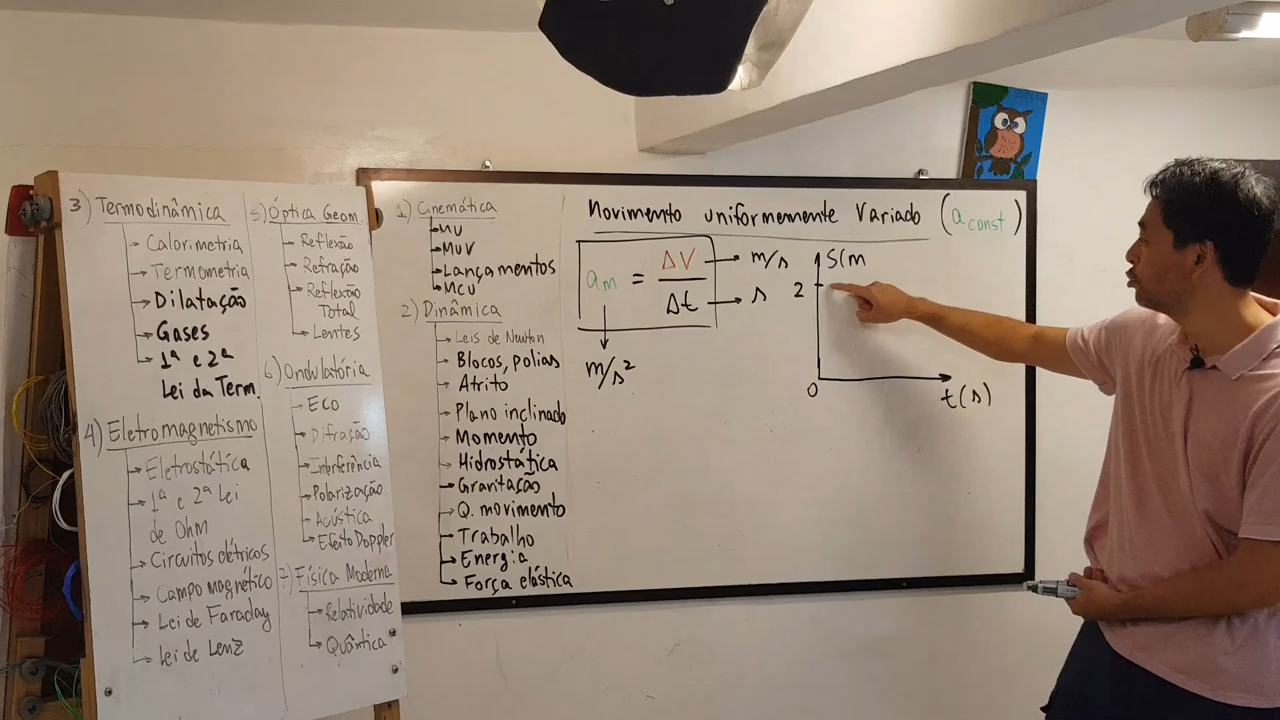 3) Termodinâmica
Calorimetria
Termometria
Dilatação
Gases
1ª e 2ª
Lei da Term.
4) Eletromagnetismo
Eletrostática
1ª e 2ª Lei
de Ohm
Circuitos elétricos
Campo magnético
Lei de Faraday
Lei de Lenz
5) Óptica Geom.
Reflexão
Refração
Reflexão
Total
Lentes
6) Ondulatória
Eco
Difração
Interferência
Polarização
Acústica
Efeito Doppler
7) Física Moderna
Relatividade
Quântica
1) Cinemática
MU
MUV
Lançamentos
MCU
2) Dinâmica
Leis de Newton
Blocos, polias
Atrito
Plano inclinado
Momento
Hidrostática
Gravitação
Q. movimento
Trabalho
Energia
Força elástica
Movimento uniformemente Variado (a const)
am = ΔV/Δt
m/s
s
m/s²
S(m
2
0
t(s)